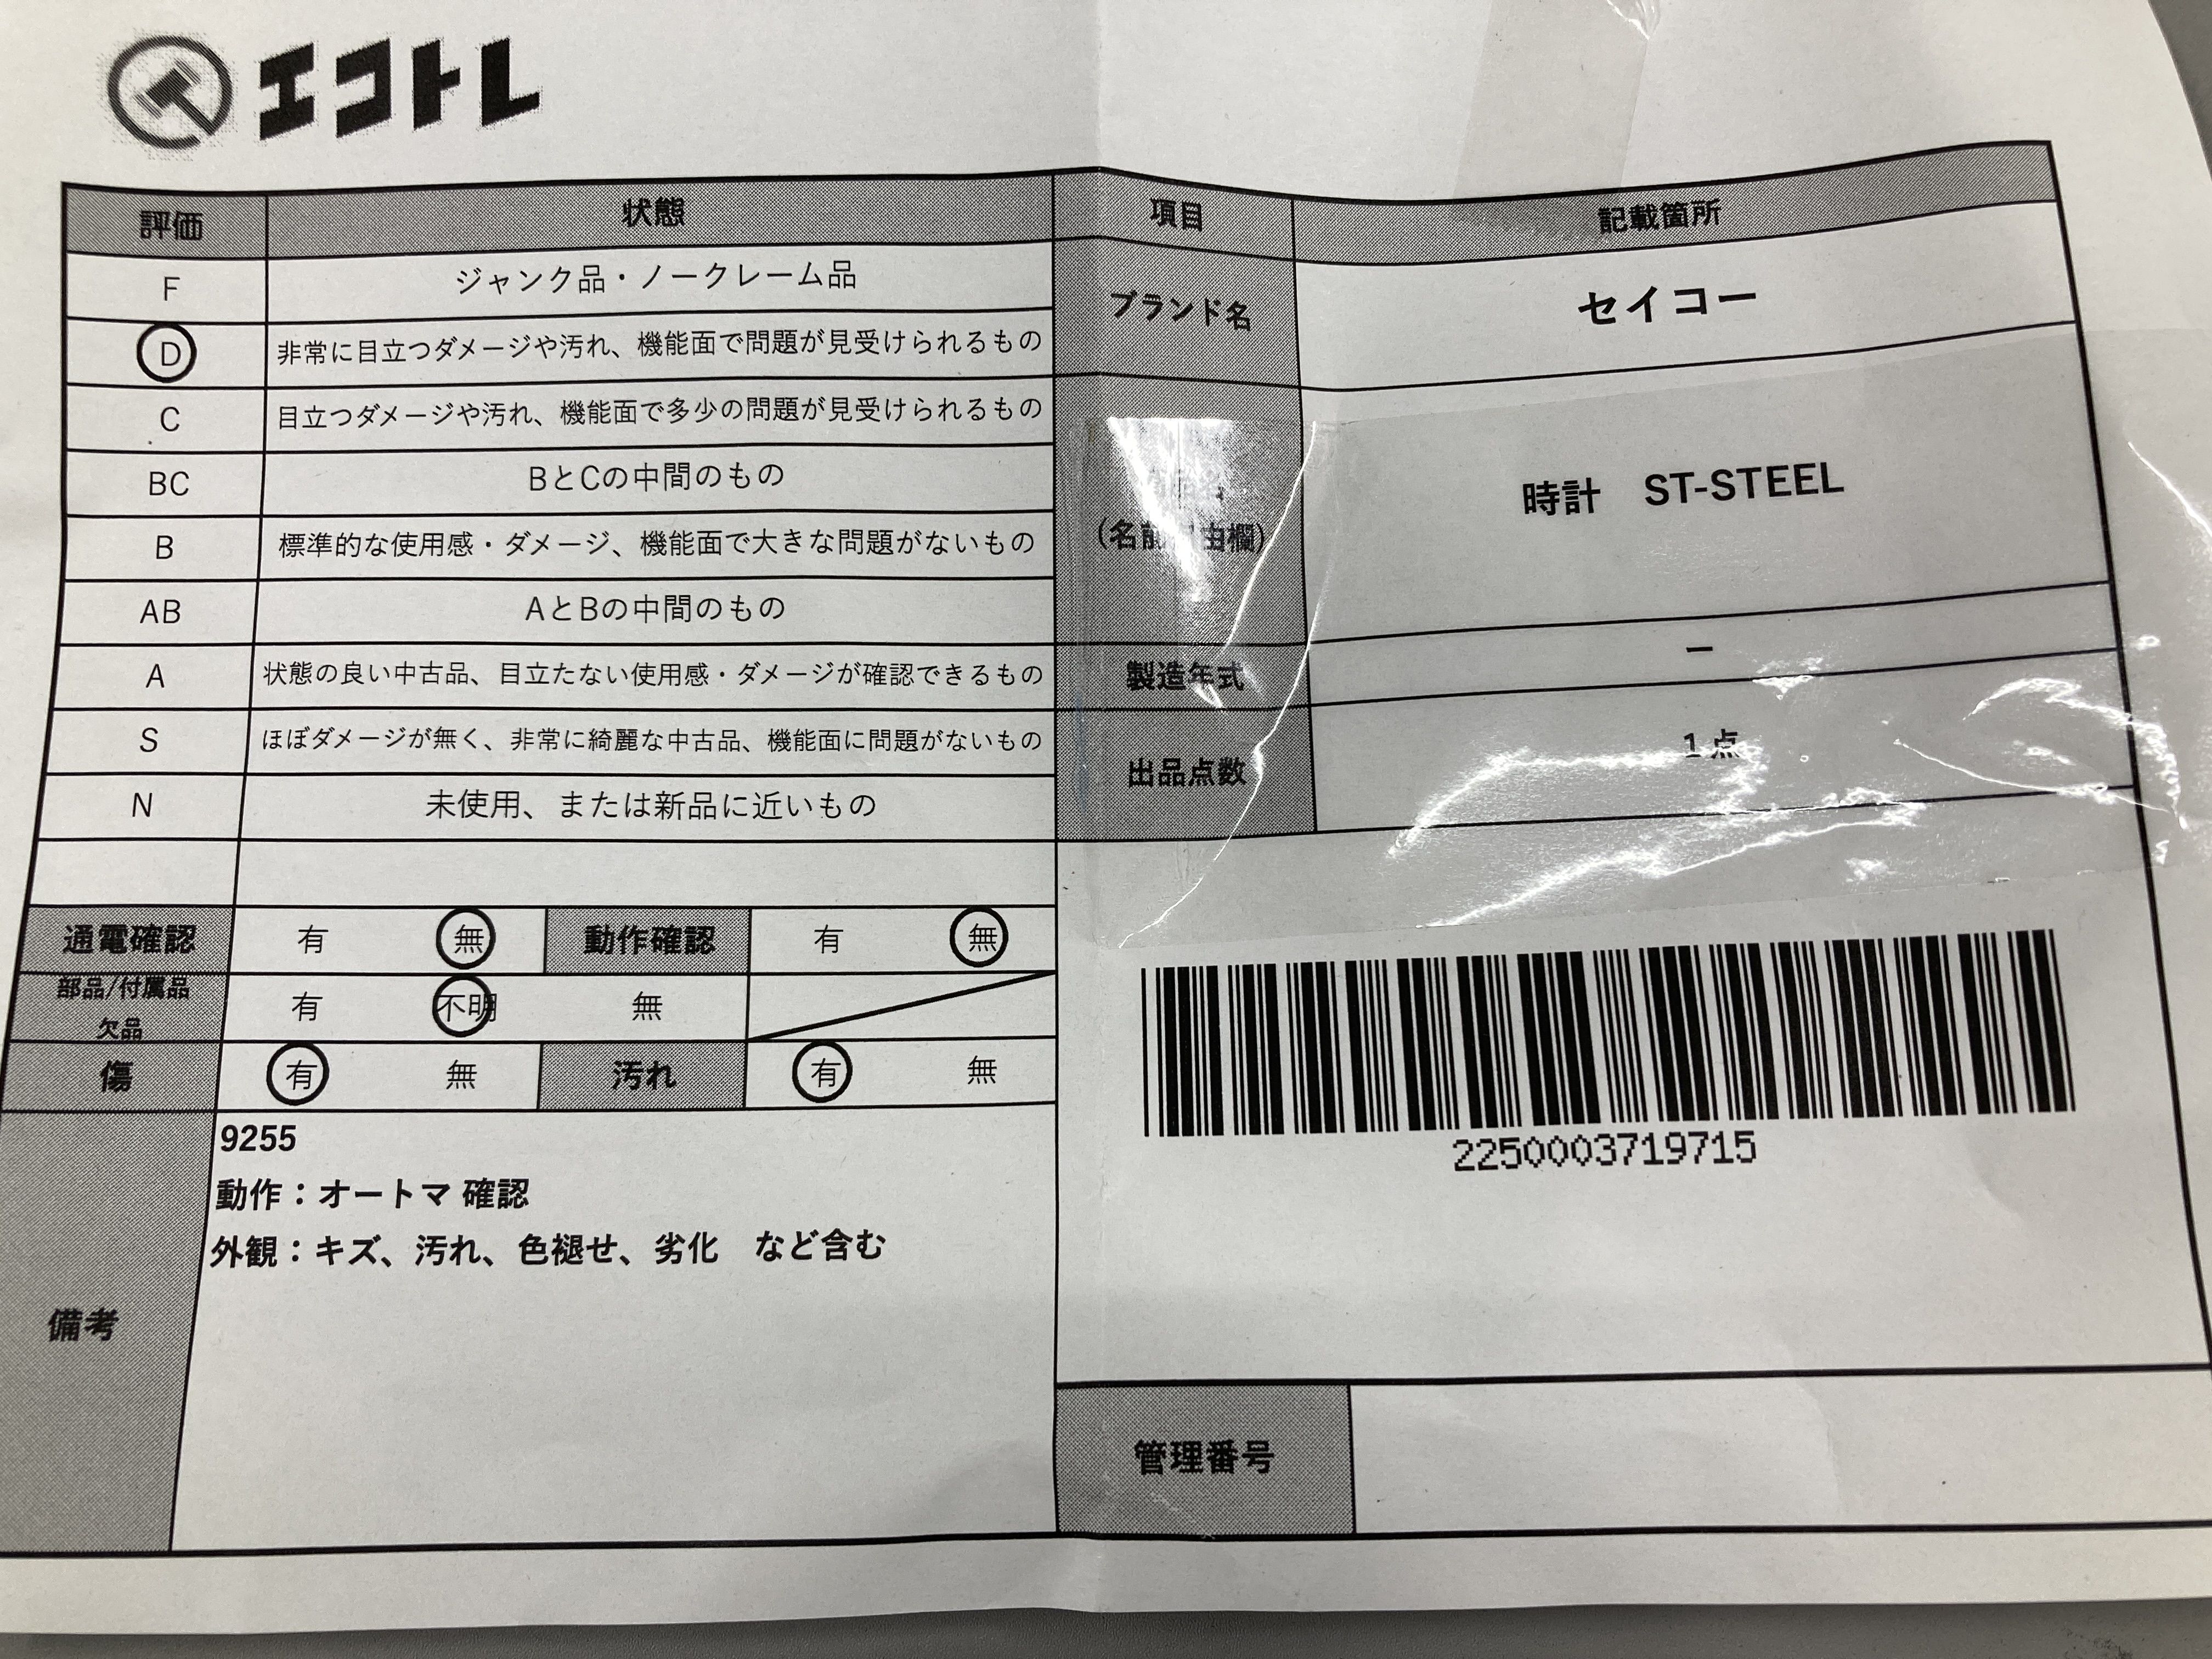 エコトレ
評価 状態
F ジャンク品・ノークレーム品
D 非常に目立つダメージや汚れ、機能面で問題が見受けられるもの
C 目立つダメージや汚れ、機能面で多少の問題が見受けられるもの
BC BとCの中間のもの
B 標準的な使用感・ダメージ、機能面で大きな問題がないもの
AB AとBの中間のもの
A 状態の良い中古品、目立たない使用感・ダメージが確認できるもの
S ほぼダメージが無く、非常に綺麗な中古品、機能面に問題がないもの
N 未使用、または新品に近いもの
通電確認 有 無 動作確認 有 無
部品/付属品
欠品 有 不明 無
傷 有 無 汚れ 有 無
備考
9255
動作：オートマ 確認
外観：キズ、汚れ、色褪せ、劣化　など含む
項目 記載箇所
ブランド名 セイコー
時計　ST-STEEL
製造年式 ー
出品点数 1 点
2250003719715
管理番号